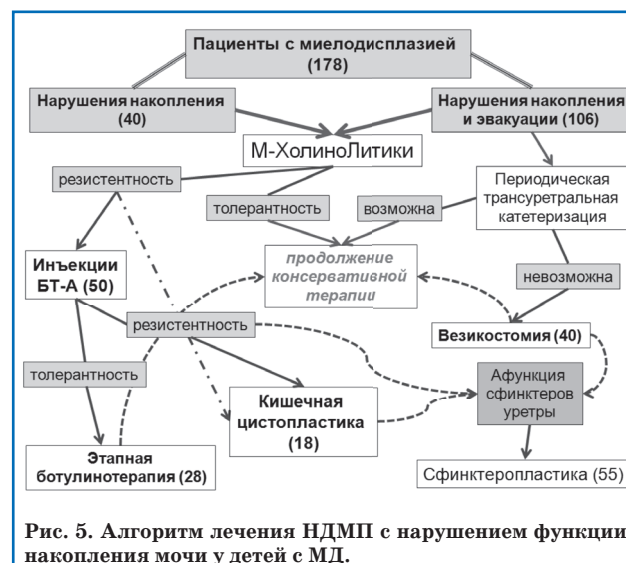 Пациенты с миелодисплазией
(178)
Нарушения накопления
(40)
Нарушения накопления
и эвакуации (106)
М-ХолиноЛитики
резистентность
толерантность
возможна
Периодическая
трансуретральная
катетеризация
продолжение
консервативной
терапии
невозможна
Инъекции
БТ-А (50)
резистентность
Везикостомия (40)
толерантность
Афункция
сфинктеров
уретры
Кишечная
цистопластика
(18)
Этапная
ботулинотерапия (28)
Сфинктеропластика (55)
Рис. 5. Алгоритм лечения НДМП с нарушением функции
накопления мочи у детей с МД.